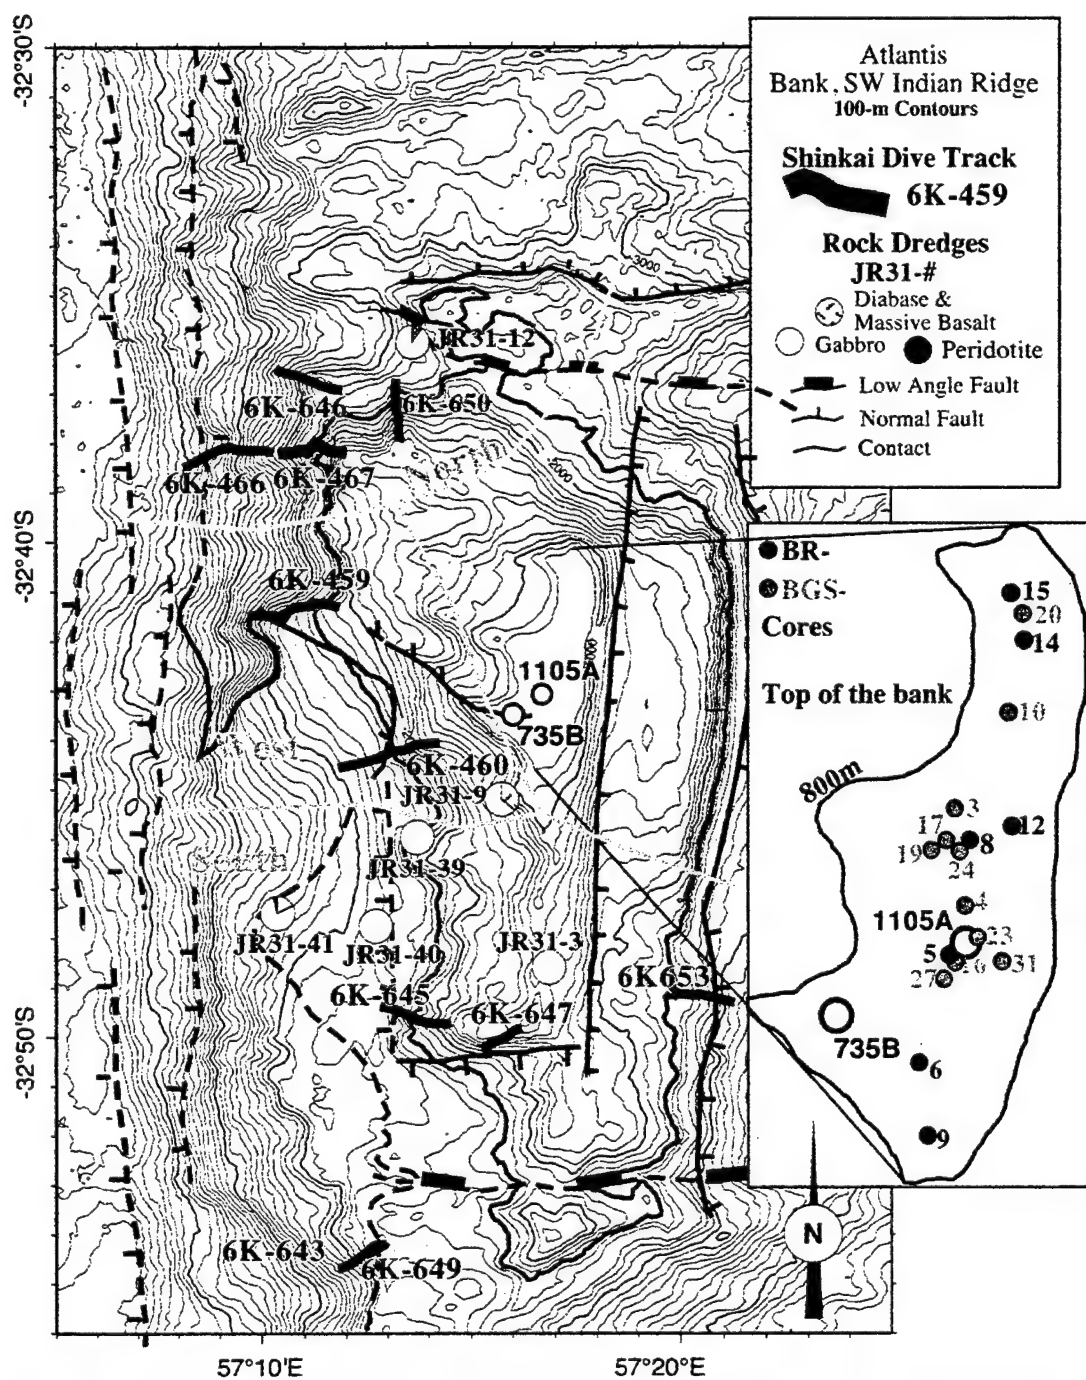 -32°30'S
-32°40'S
-32°50'S
57°10'E
57°20'E
Atlantis
Bank, SW Indian Ridge
100-m Contours
Shinkai Dive Track
6K-459
Rock Dredges
JR31-#
Diabase &
Massive Basalt
Gabbro
Peridotite
Low Angle Fault
Normal Fault
Contact
3000
JR31-12
6K-646
6K-650
6K-466
6K-467
North
2000
6K-459
1105A
735B
West
6K-460
JR31-9
South
JR31-39
JR31-41
JR31-40
JR31-3
6K-645
6K-647
6K653
6K-643
6K-649
N
BR-
BGS-
Cores
Top of the bank
800m
15
20
14
10
3
17
12
8
19
24
4
1105A
23
5
16
31
27
735B
6
9